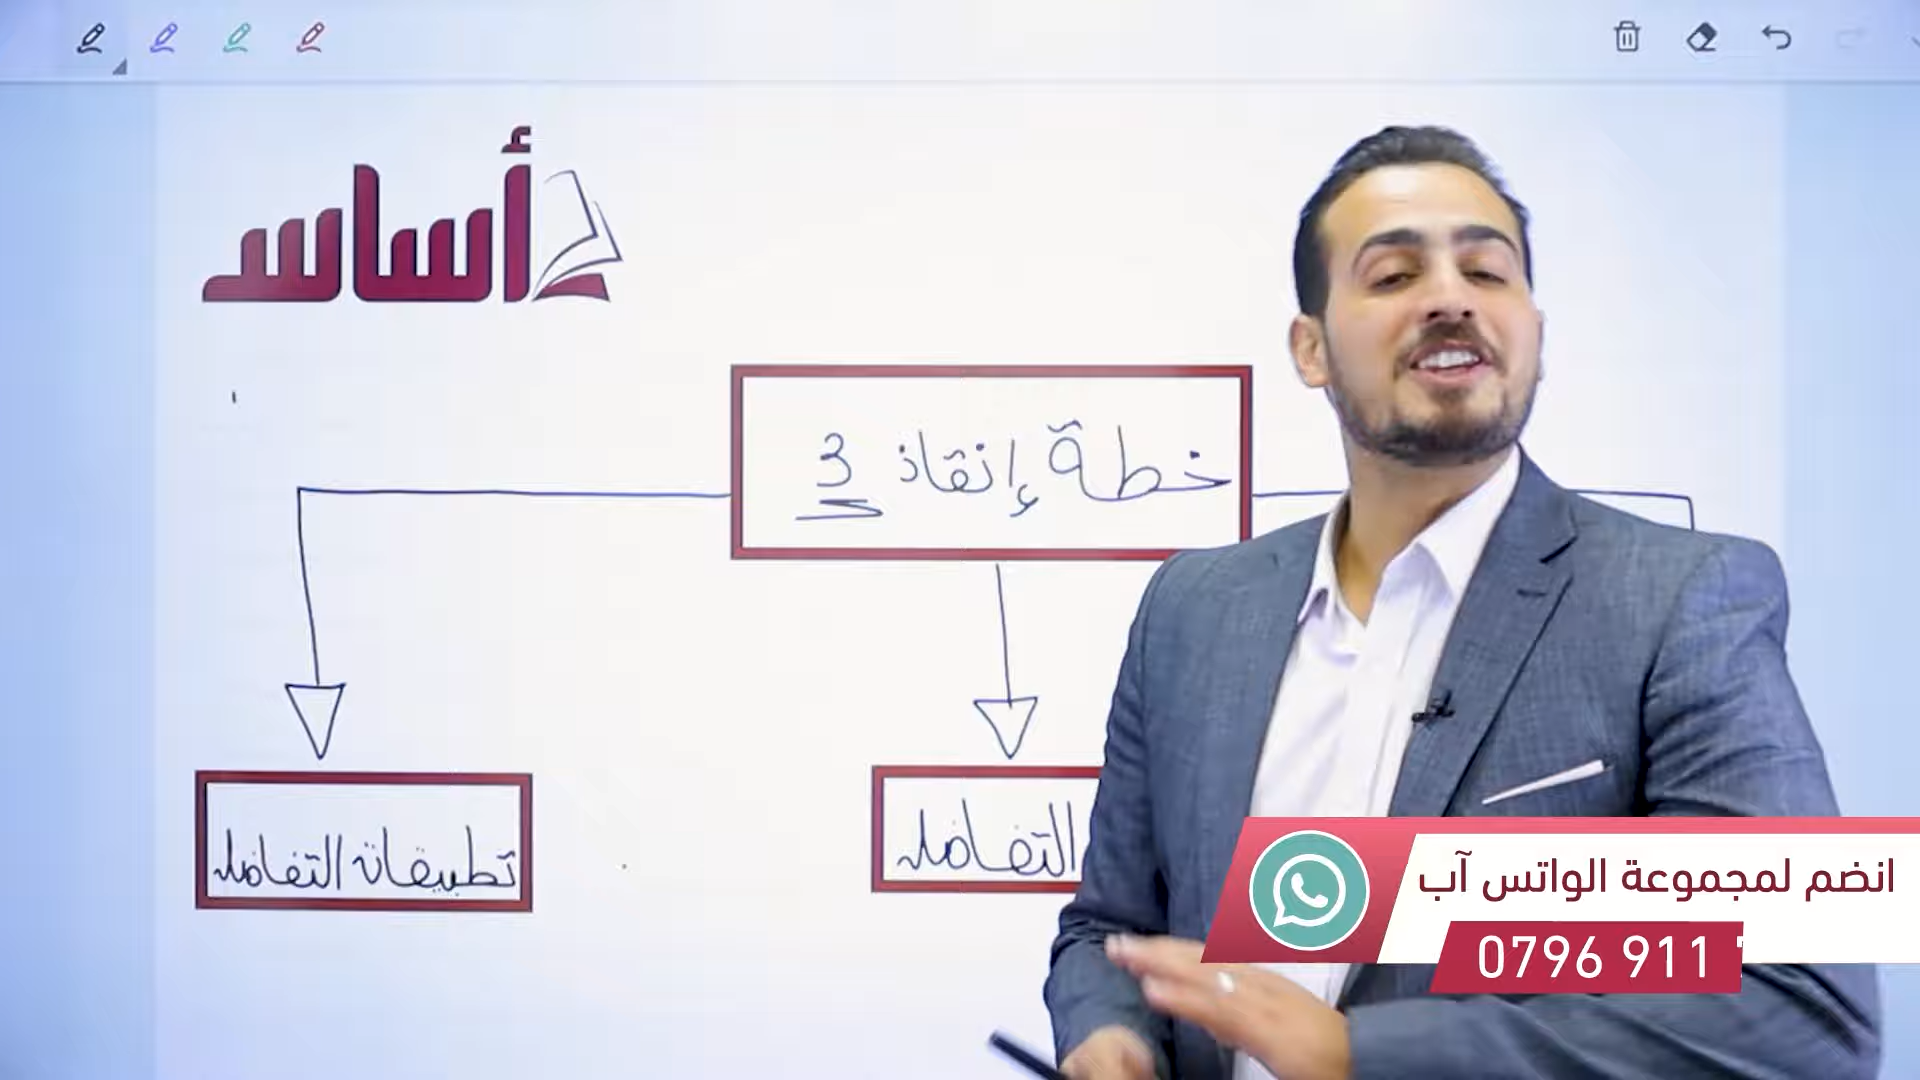 أساس
خطة إنقاذ 3
التفاضل
تطبيقات التفاضل
انضم لمجموعة الواتس آب
0796 911